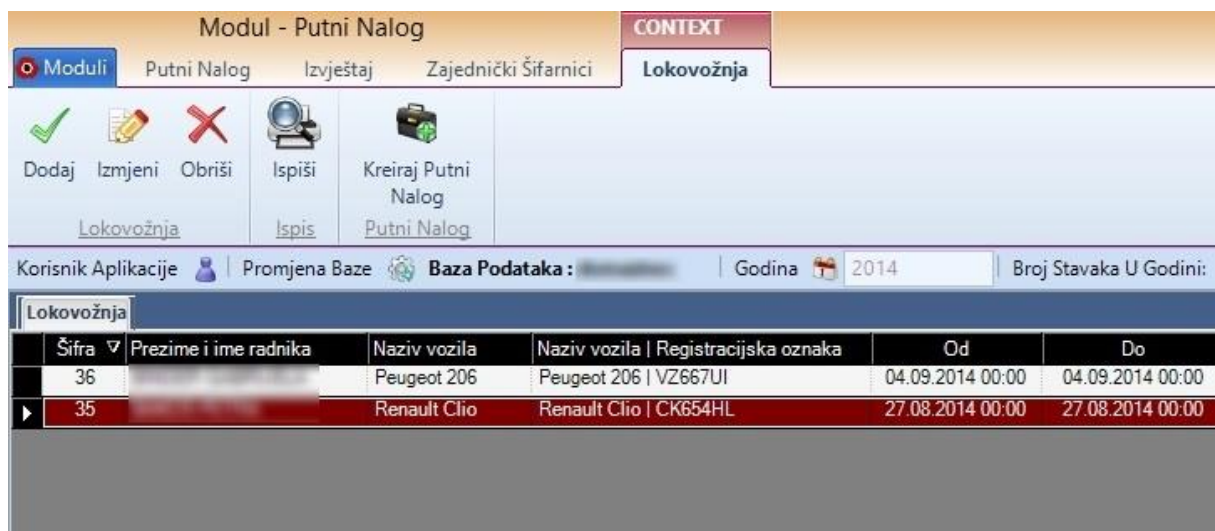 Modul - Putni Nalog CONTEXT
Moduli Putni Nalog Izvještaj Zajednički Šifarnici Lokovožnja
Dodaj Izmjeni Obriši Ispiši Kreiraj Putni
Nalog
Lokovožnja Ispis Putni Nalog
Korisnik Aplikacije Promjena Baze Baza Podataka : Godina 2014 Broj Stavaka U Godini:
Lokovožnja
Šifra Prezime i ime radnika Naziv vozila Naziv vozila | Registracijska oznaka Od Do
36 Peugeot 206 Peugeot 206 | VZ667UI 04.09.2014 00:00 04.09.2014 00:00
35 Renault Clio Renault Clio | CK654HL 27.08.2014 00:00 27.08.2014 00:00